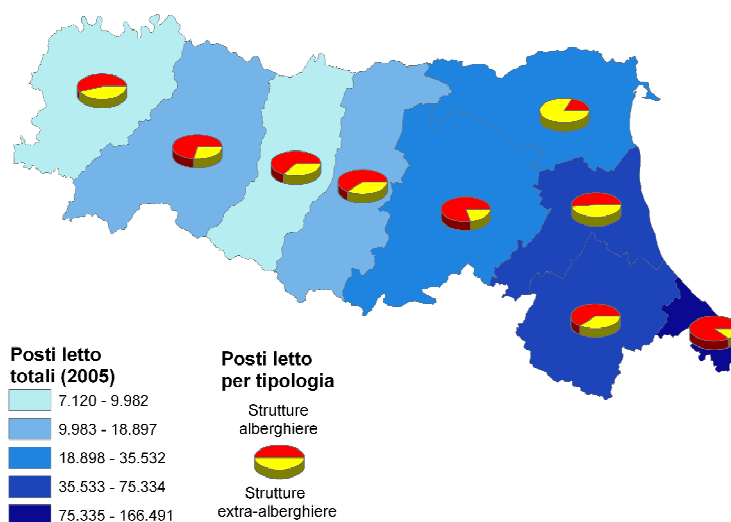 Posti letto
totali (2005)
7.120 - 9.982
9.983 - 18.897
18.898 - 35.532
35.533 - 75.334
75.335 - 166.491
Posti letto
per tipologia
Strutture
alberghiere
Strutture
extra-alberghiere